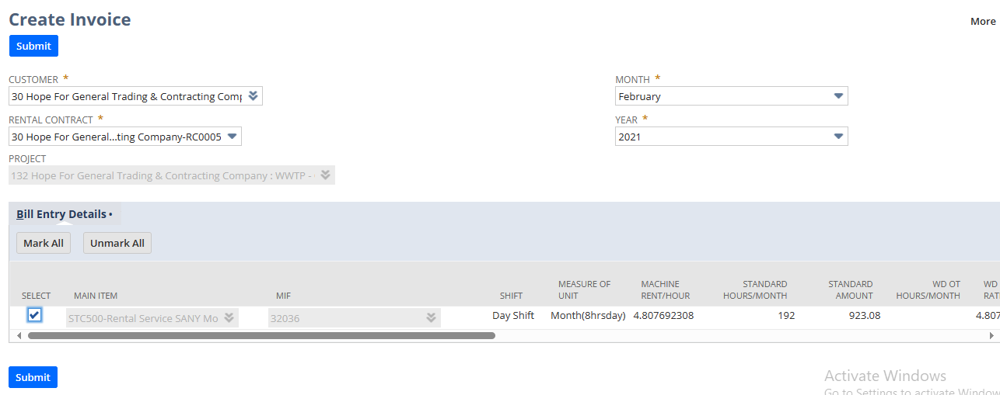 Create Invoice
More
Submit
CUSTOMER *
30 Hope For General Trading & Contracting Comp
MONTH *
February
RENTAL CONTRACT *
30 Hope For General...ting Company-RC0005
YEAR *
2021
PROJECT
132 Hope For General Trading & Contracting Company : WWTP -
Bill Entry Details •
Mark All Unmark All
SELECT MAIN ITEM MIF SHIFT MEASURE OF UNIT MACHINE RENT/HOUR STANDARD HOURS/MONTH STANDARD AMOUNT WD OT HOURS/MONTH WD
STC500-Rental Service SANY Mo 32036 Day Shift Month(8hrsday) 4.807692308 192 923.08 4.807
Submit
Activate Windows
Go to Settings to activate Window